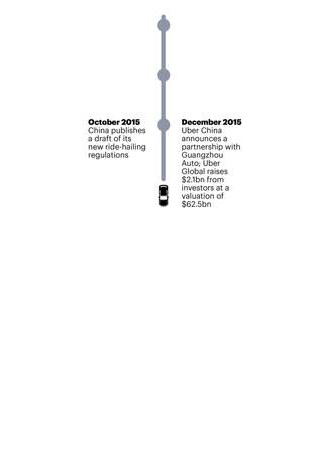 October 2015
China publishes
a draft of its
new ride-hailing
regulations
December 2015
Uber China
announces a
partnership with
Guangzhou
Auto; Uber
Global raises
$2.1bn from
investors at a
valuation of
$62.5bn